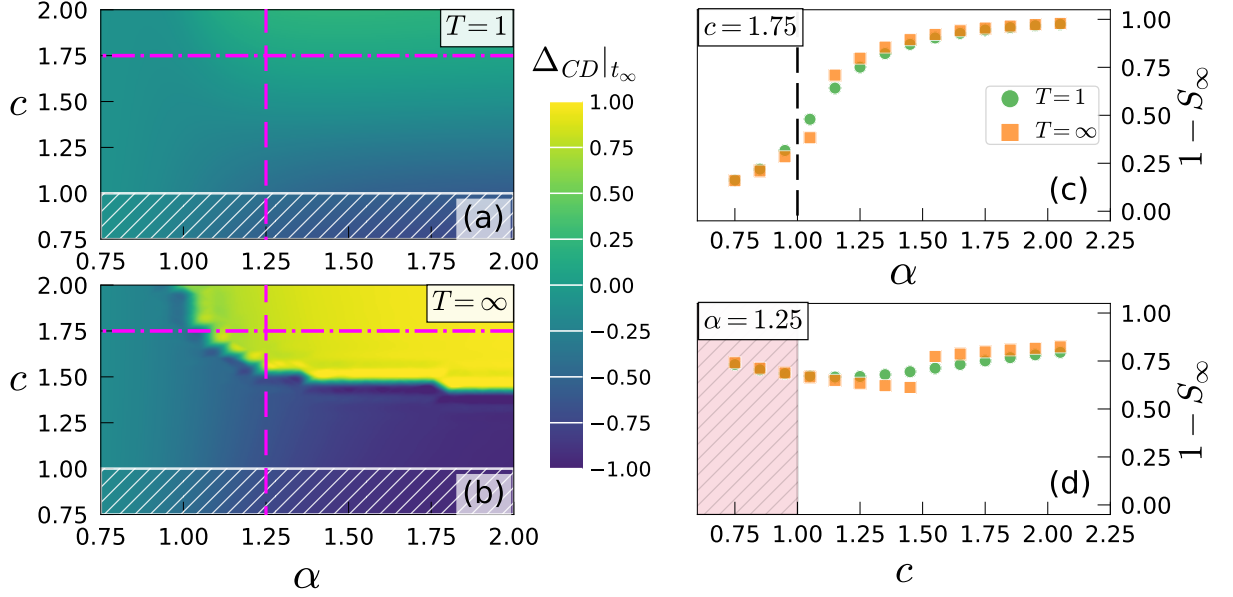 2.00
1.75
1.50
1.25
1.00
0.75
c
T = 1
(a)
0.75 1.00 1.25 1.50 1.75 2.00
2.00
1.75
1.50
1.25
1.00
0.75
c
T = ∞
(b)
0.75 1.00 1.25 1.50 1.75 2.00
α
Δ_{CD}|_{t_∞}
1.00
0.75
0.50
0.25
0.00
−0.25
−0.50
−0.75
−1.00
c = 1.75
T = 1
T = ∞
(c)
1.00
0.75
0.50
0.25
0.00
1 − S_∞
0.75 1.00 1.25 1.50 1.75 2.00 2.25
α
α = 1.25
(d)
1.00
0.75
0.50
0.25
0.00
1 − S_∞
0.75 1.00 1.25 1.50 1.75 2.00 2.25
c